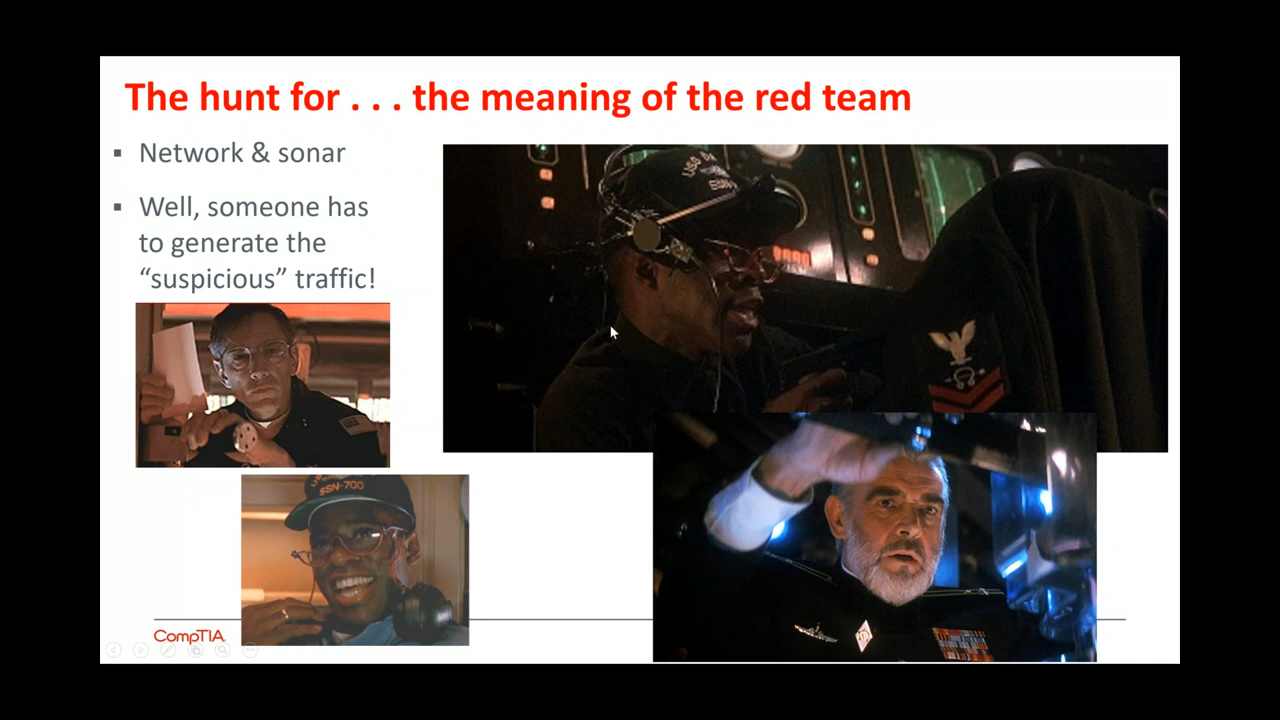 The hunt for . . . the meaning of the red team
▪ Network & sonar
▪ Well, someone has
to generate the
“suspicious” traffic!
SSN-700
CompTIA.